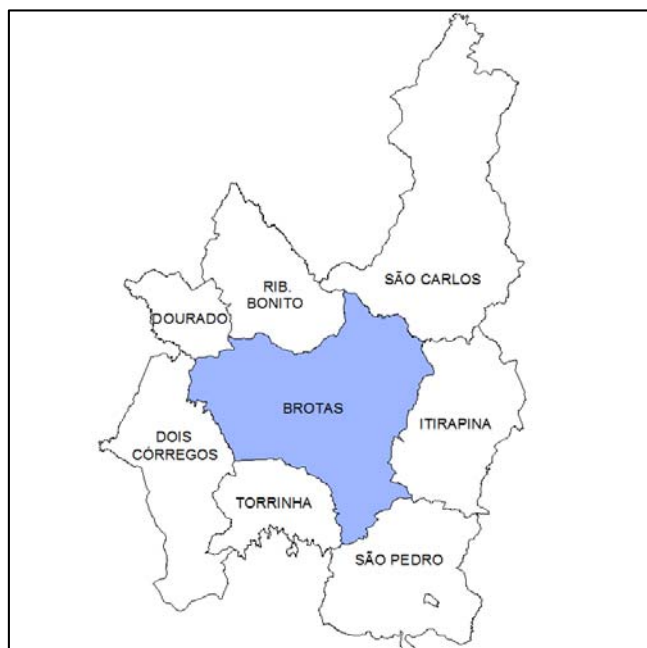 SÃO CARLOS
RIB.
BONITO
DOURADO
BROTAS
ITIRAPINA
DOIS
CÓRREGOS
TORRINHA
SÃO PEDRO